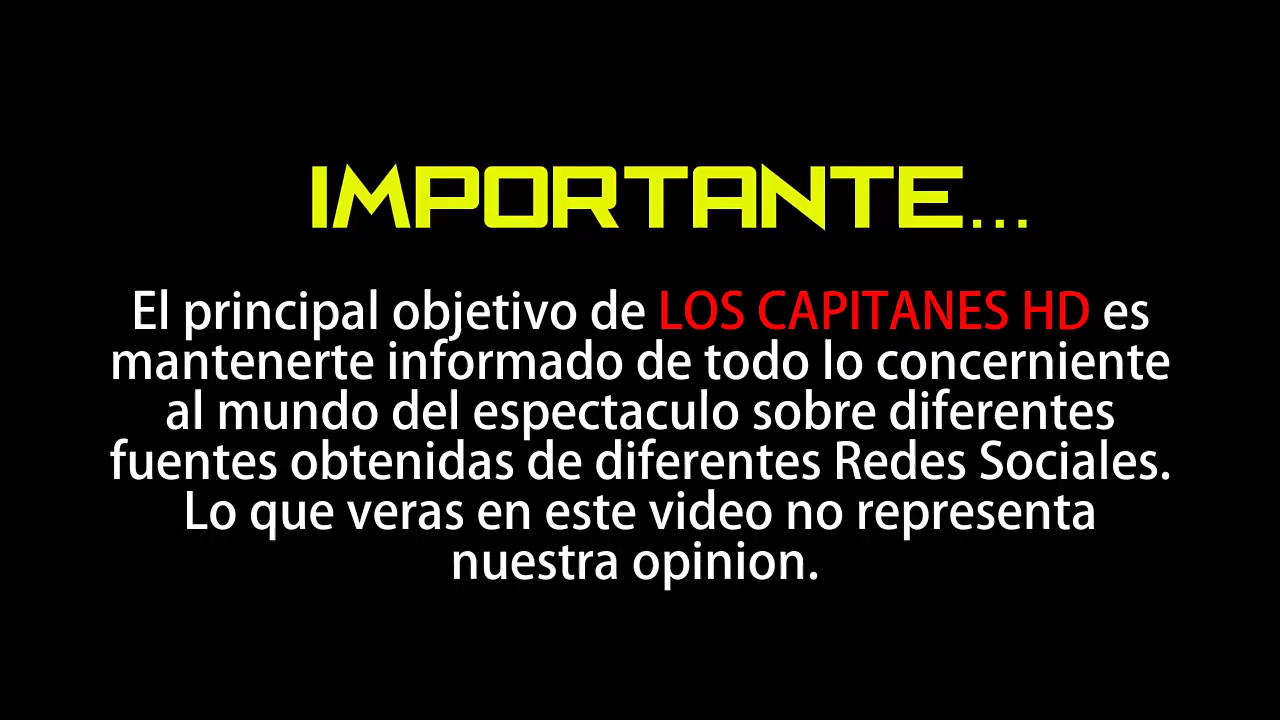 IMPORTANTE...
El principal objetivo de LOS CAPITANES HD es
mantenerte informado de todo lo concerniente
al mundo del espectaculo sobre diferentes
fuentes obtenidas de diferentes Redes Sociales.
Lo que veras en este video no representa
nuestra opinion.